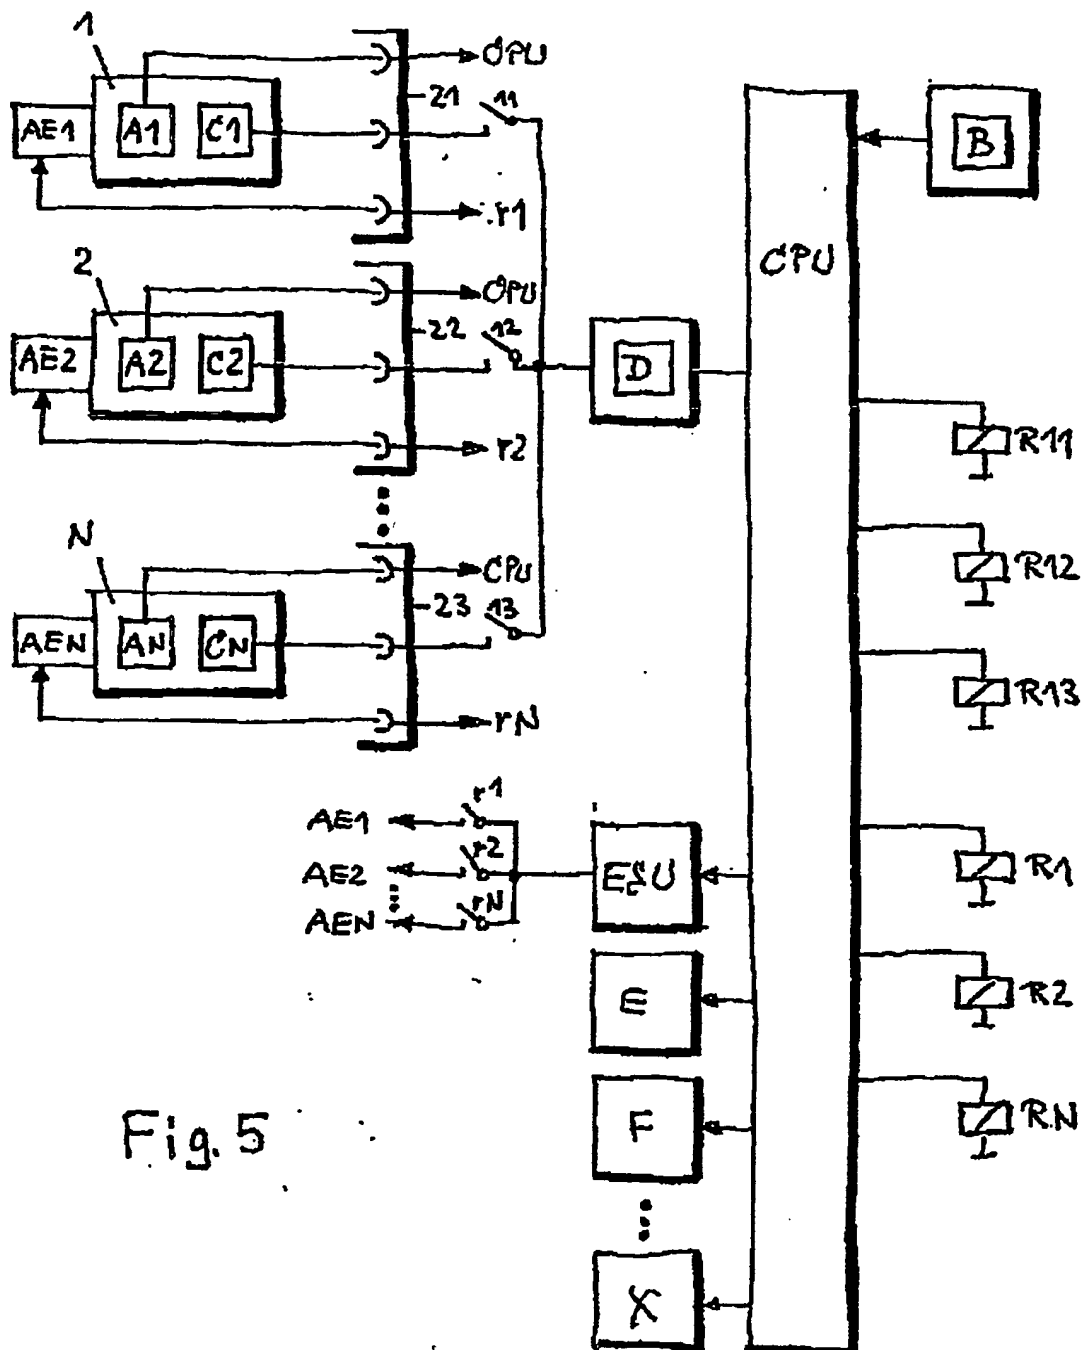 1
CPU
AE1 A1 C1
21
11
r1
B
CPU
2
CPU
AE2 A2 C2
22
12
D
r2
R11
N
CPU
AEN AN CN
23
13
rN
R12
R13
AE1 r1
AE2 r2
AEN rN
ESU
R1
E
R2
F
RN
X
Fig. 5